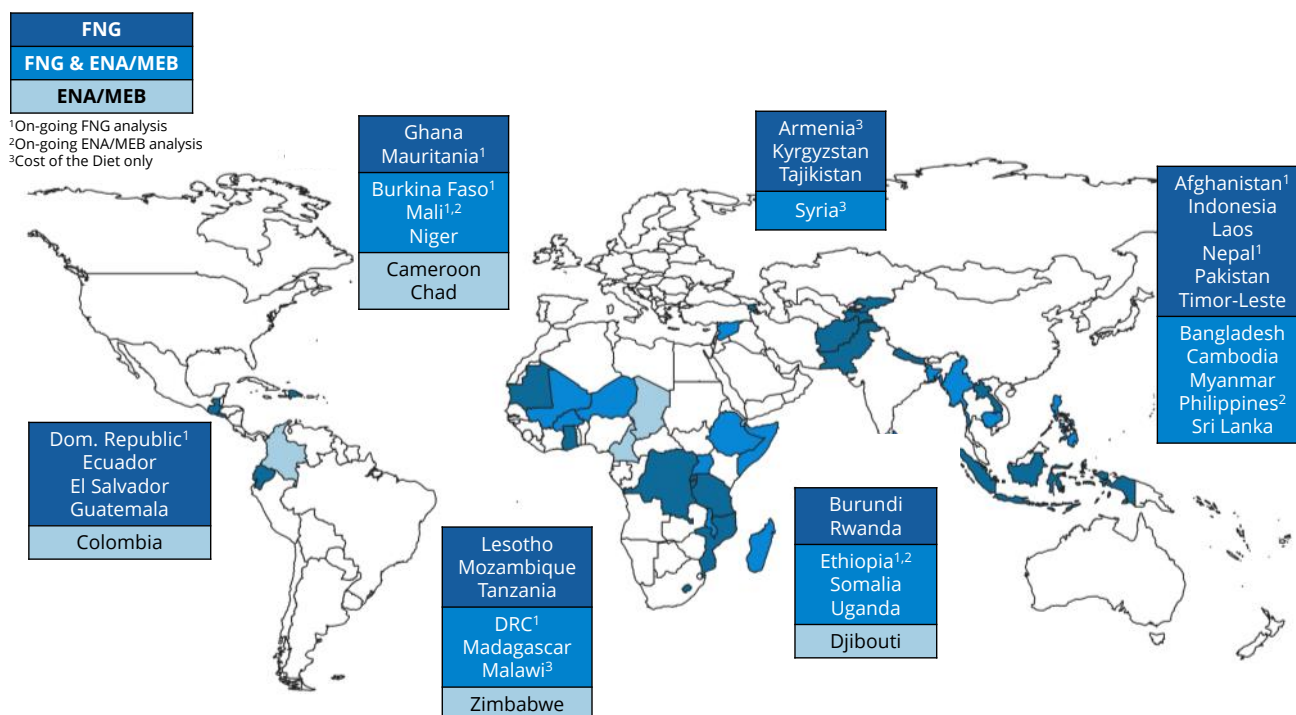 FNG
FNG & ENA/MEB
ENA/MEB
¹On-going FNG analysis
²On-going ENA/MEB analysis
³Cost of the Diet only
Ghana
Mauritania¹
Burkina Faso¹
Mali¹,²
Niger
Cameroon
Chad
Armenia³
Kyrgyzstan
Tajikistan
Syria³
Afghanistan¹
Indonesia
Laos
Nepal¹
Pakistan
Timor-Leste
Bangladesh
Cambodia
Myanmar
Philippines²
Sri Lanka
Dom. Republic¹
Ecuador
El Salvador
Guatemala
Colombia
Lesotho
Mozambique
Tanzania
DRC¹
Madagascar
Malawi³
Zimbabwe
Burundi
Rwanda
Ethiopia¹,²
Somalia
Uganda
Djibouti